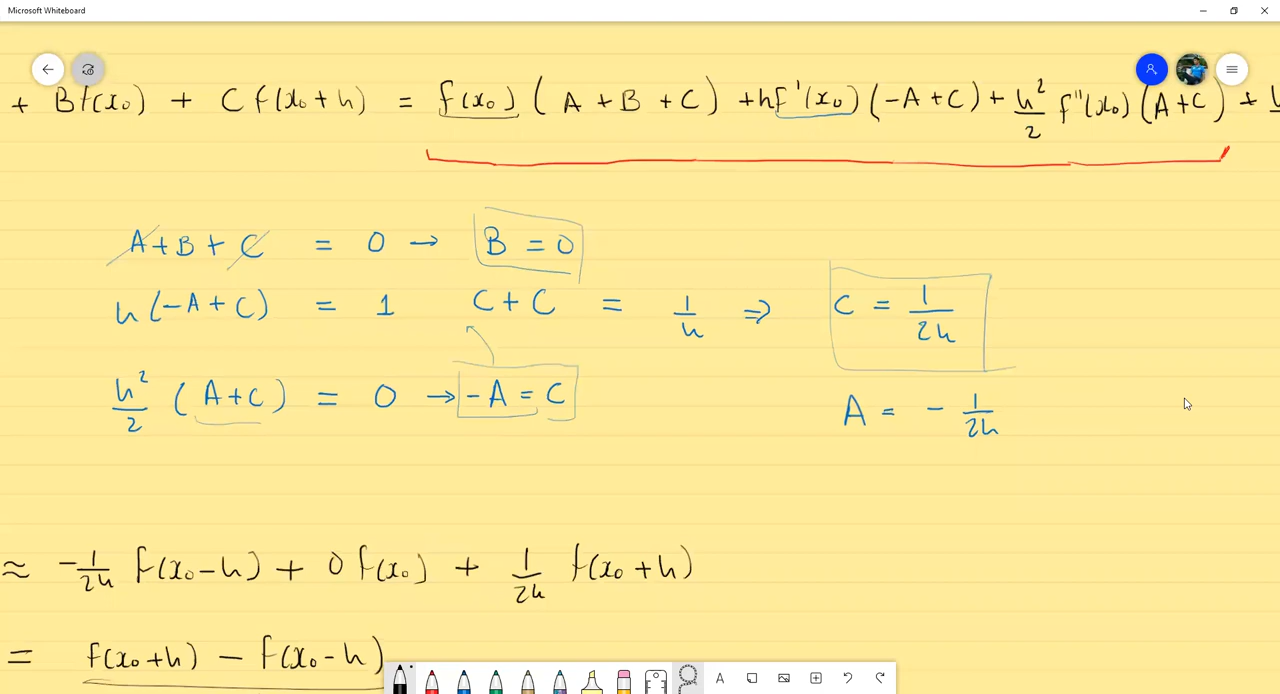 Microsoft Whiteboard
+ Bf(x₀) + C f(x₀+h) = f(x₀) (A + B + C) + hf'(x₀) (-A + C) + h²/2 f''(x₀) (A+C) +
A + B + C = 0 → B = 0
h (-A + C) = 1 C + C = 1/h ⇒ C = 1/2h
h²/2 (A+C) = 0 → -A = C A = - 1/2h
≈ -1/2h f(x₀-h) + 0 f(x₀) + 1/2h f(x₀+h)
= f(x₀+h) - f(x₀-h)